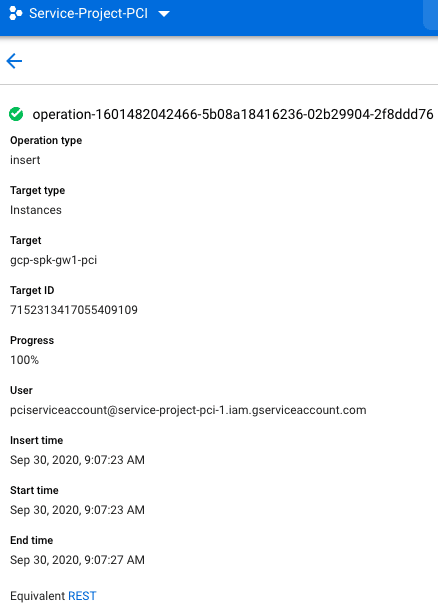 Service-Project-PCI
operation-1601482042466-5b08a18416236-02b29904-2f8ddd76
Operation type
insert
Target type
Instances
Target
gcp-spk-gw1-pci
Target ID
7152313417055409109
Progress
100%
User
pciserviceaccount@service-project-pci-1.iam.gserviceaccount.com
Insert time
Sep 30, 2020, 9:07:23 AM
Start time
Sep 30, 2020, 9:07:23 AM
End time
Sep 30, 2020, 9:07:27 AM
Equivalent REST